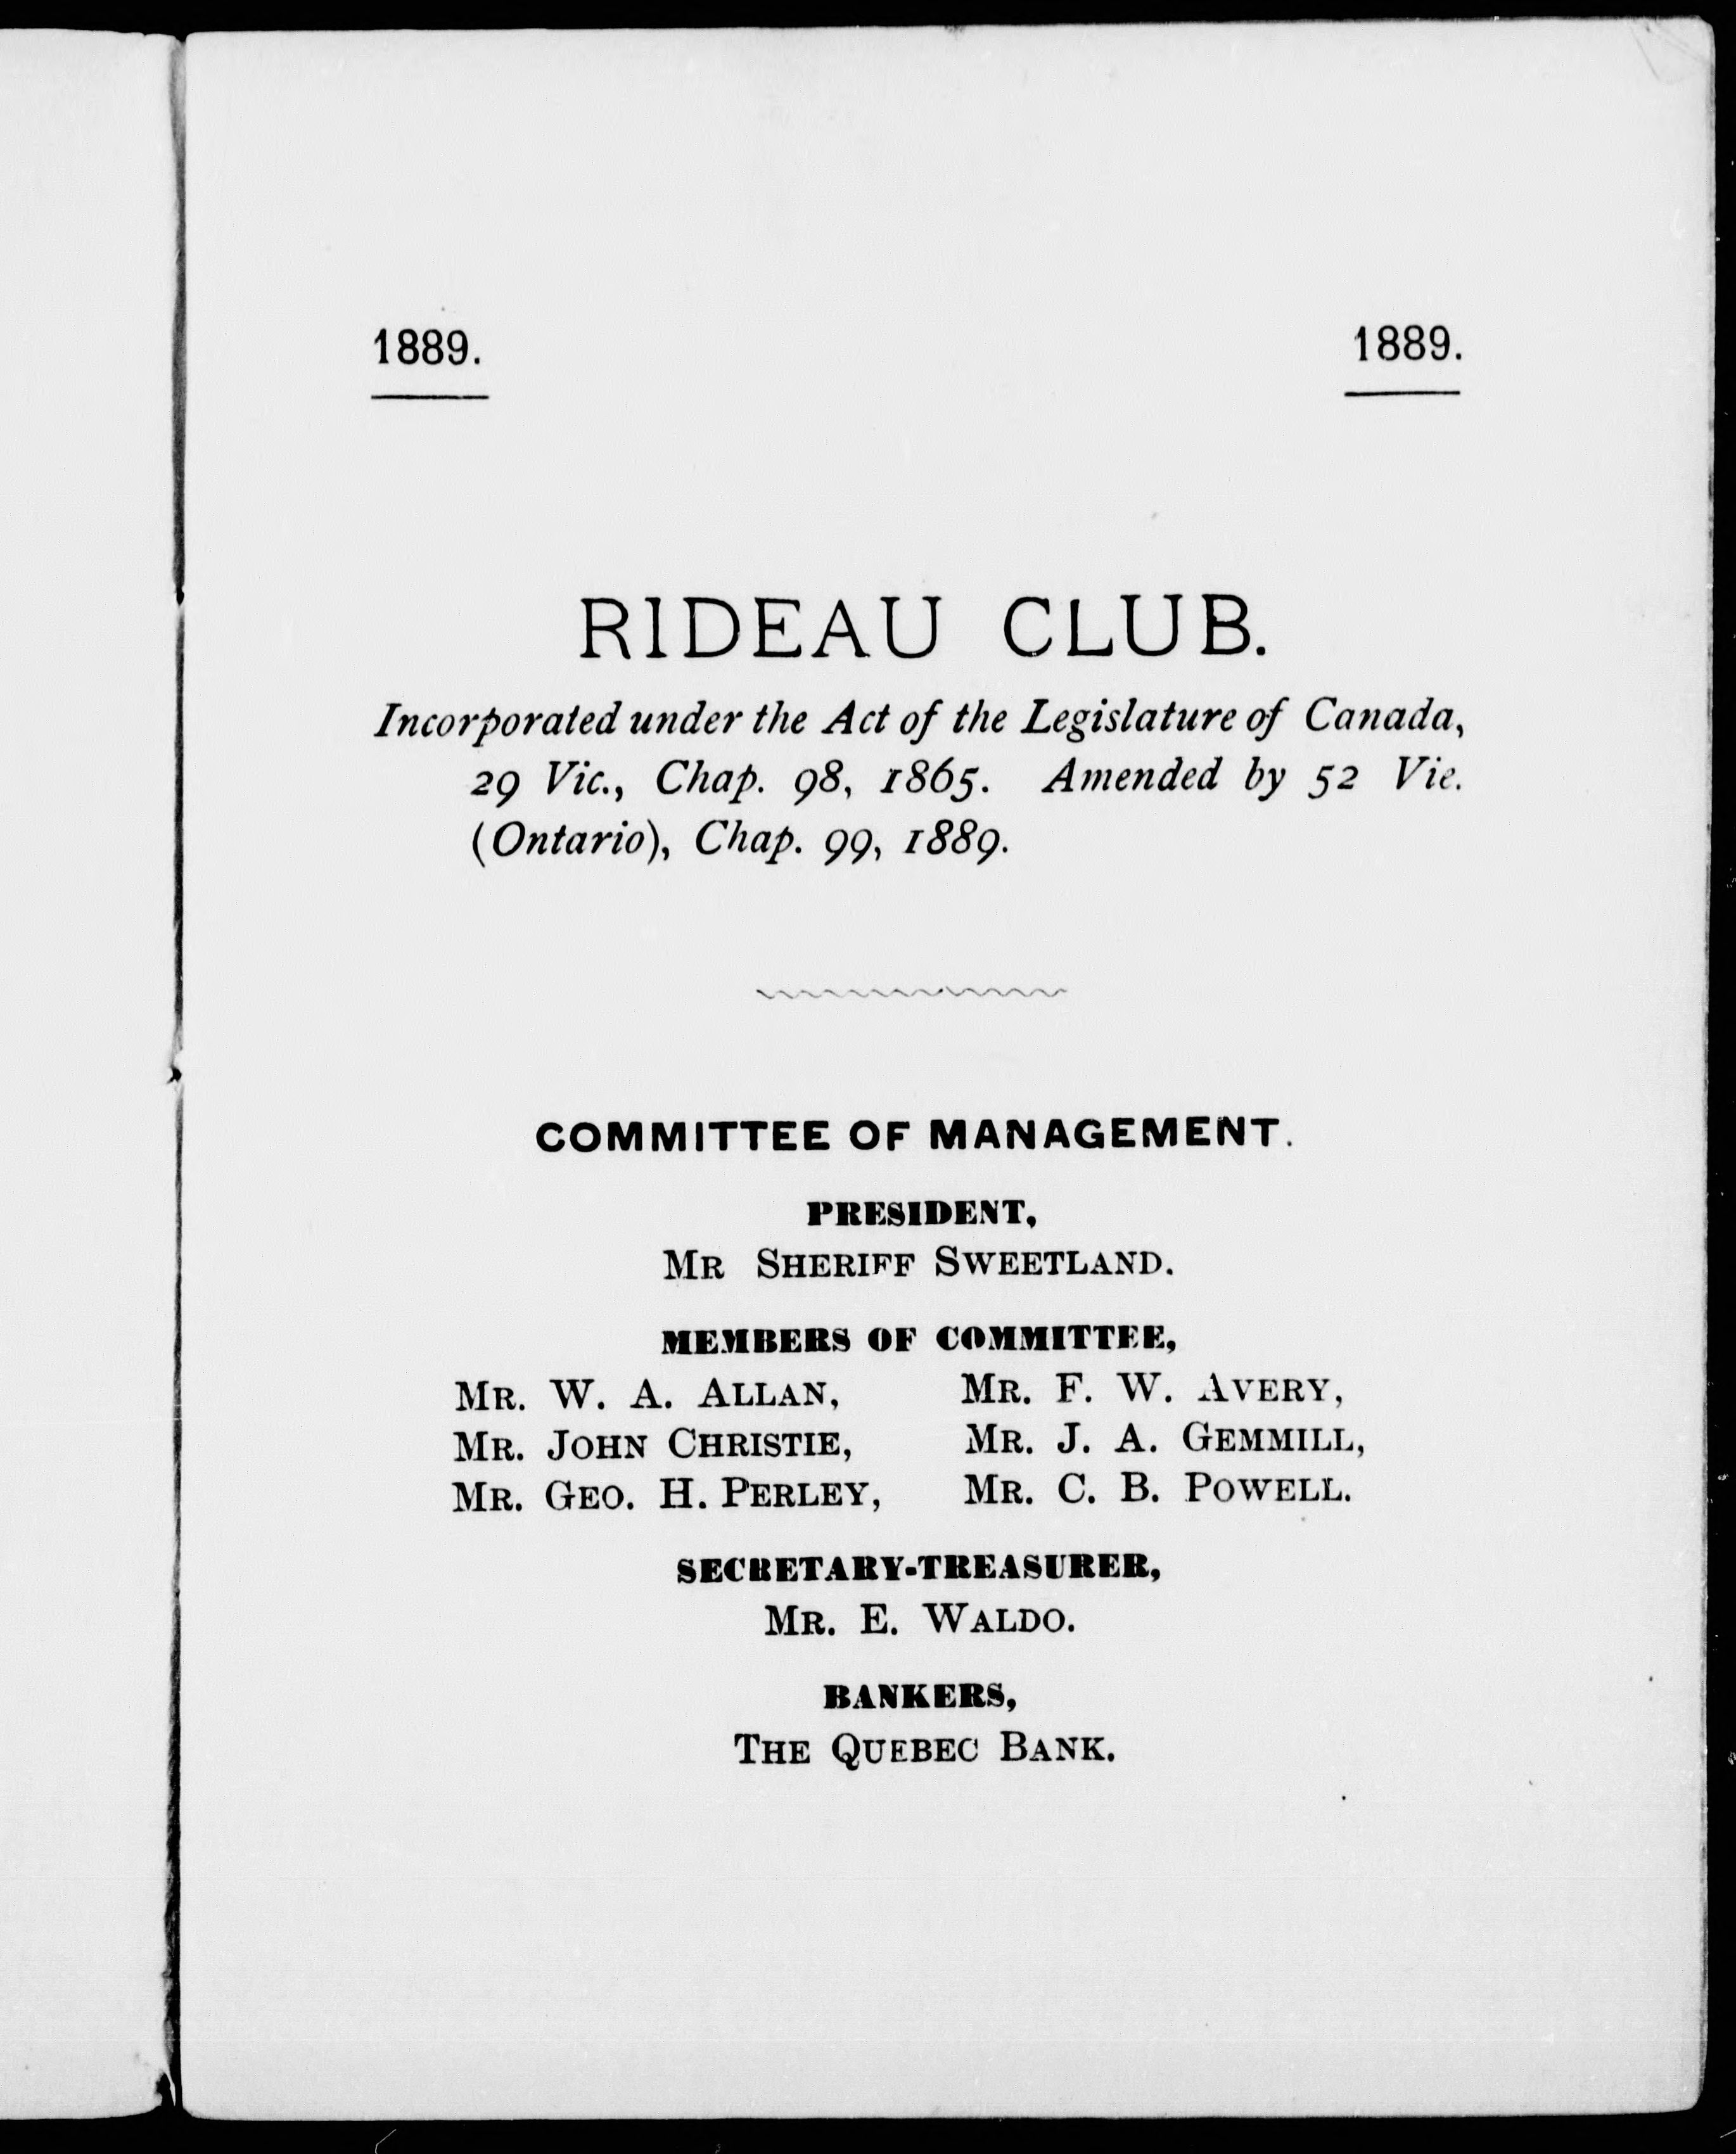 1889. 1889.
RIDEAU CLUB.
Incorporated under the Act of the Legislature of Canada,
29 Vic., Chap. 98, 1865. Amended by 52 Vic.
(Ontario), Chap. 99, 1889.
COMMITTEE OF MANAGEMENT.
PRESIDENT,
MR SHERIFF SWEETLAND.
MEMBERS OF COMMITTEE,
MR. W. A. ALLAN, MR. F. W. AVERY,
MR. JOHN CHRISTIE, MR. J. A. GEMMILL,
MR. GEO. H. PERLEY, MR. C. B. POWELL.
SECRETARY-TREASURER,
MR. E. WALDO.
BANKERS,
THE QUEBEC BANK.